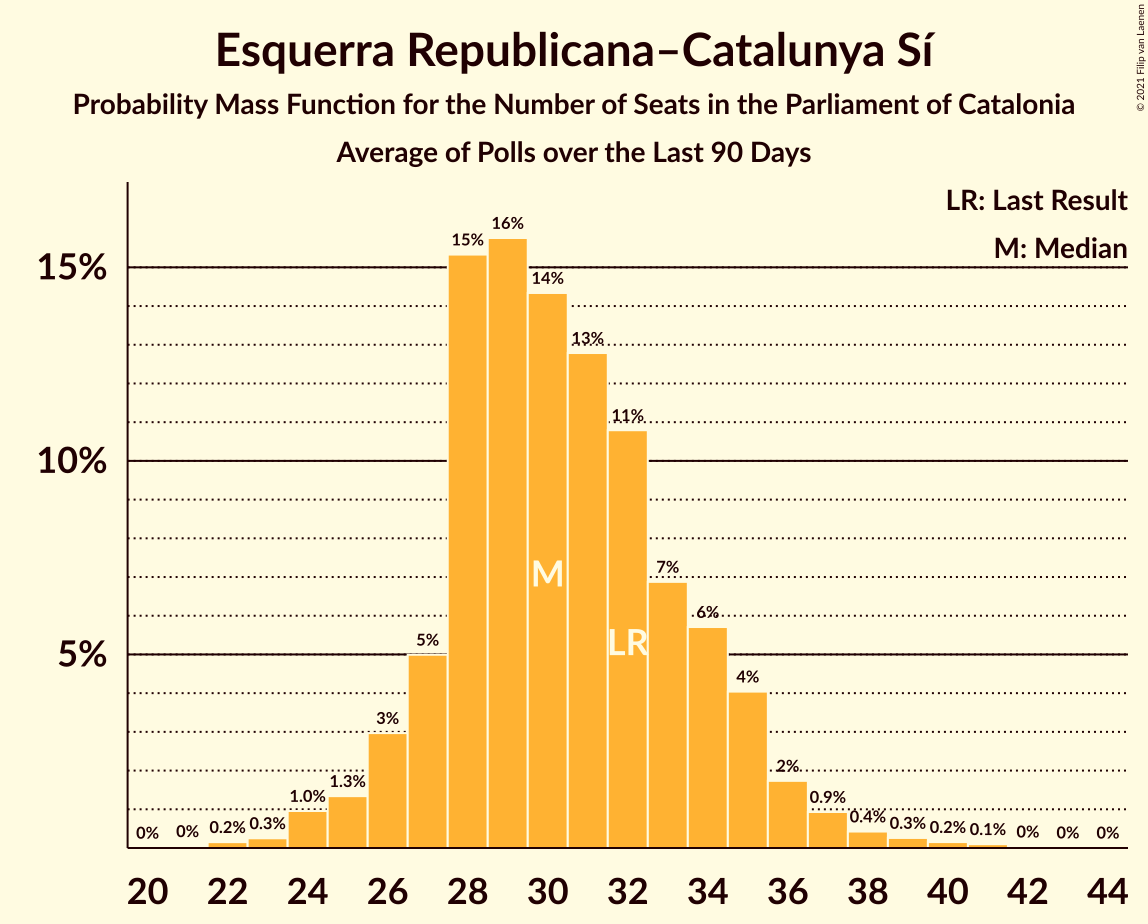 Esquerra Republicana–Catalunya Sí
Probability Mass Function for the Number of Seats in the Parliament of Catalonia
Average of Polls over the Last 90 Days
© 2021 Filip van Laenen
LR: Last Result
M: Median
15%
10%
5%
0% 0% 0.2% 0.3% 1.0% 1.3% 3% 5% 15% 16% 14% 13% 11% 7% 6% 4% 2% 0.9% 0.4% 0.3% 0.2% 0.1% 0% 0% 0%
M
LR
20 22 24 26 28 30 32 34 36 38 40 42 44